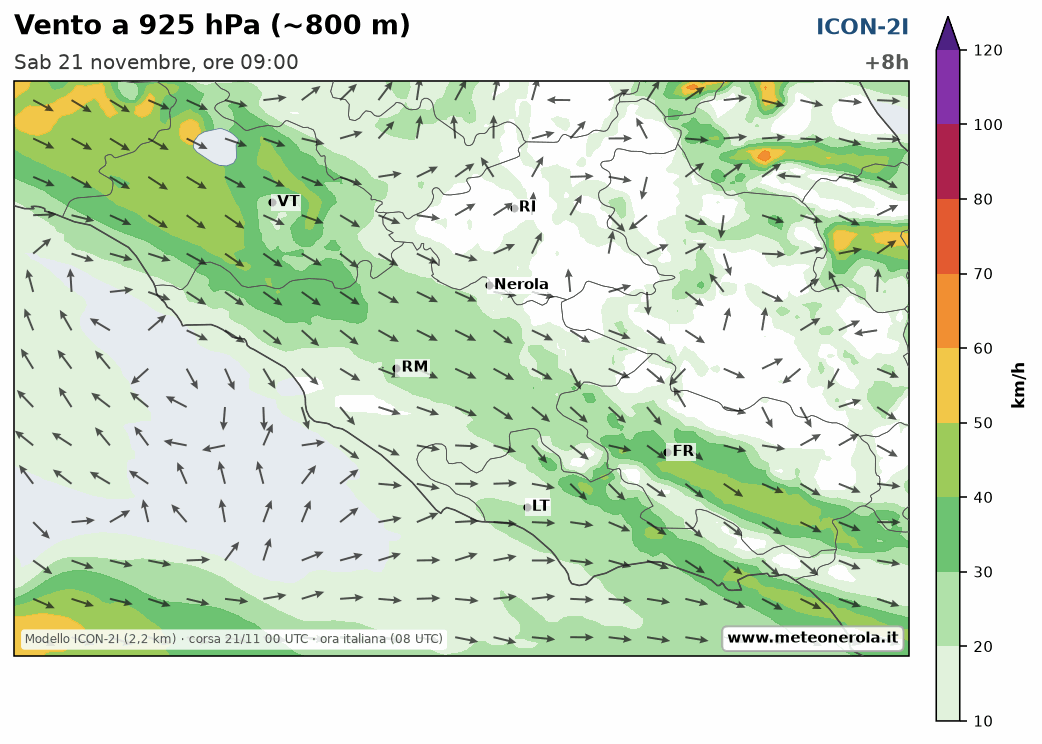 Vento a 925 hPa (~800 m)
ICON-2I
Sab 21 novembre, ore 09:00
+8h
120
100
80
70
60
50
40
30
20
10
km/h
VT
RI
Nerola
RM
FR
LT
Modello ICON-2I (2,2 km) · corsa 21/11 00 UTC · ora italiana (08 UTC)
www.meteonerola.it